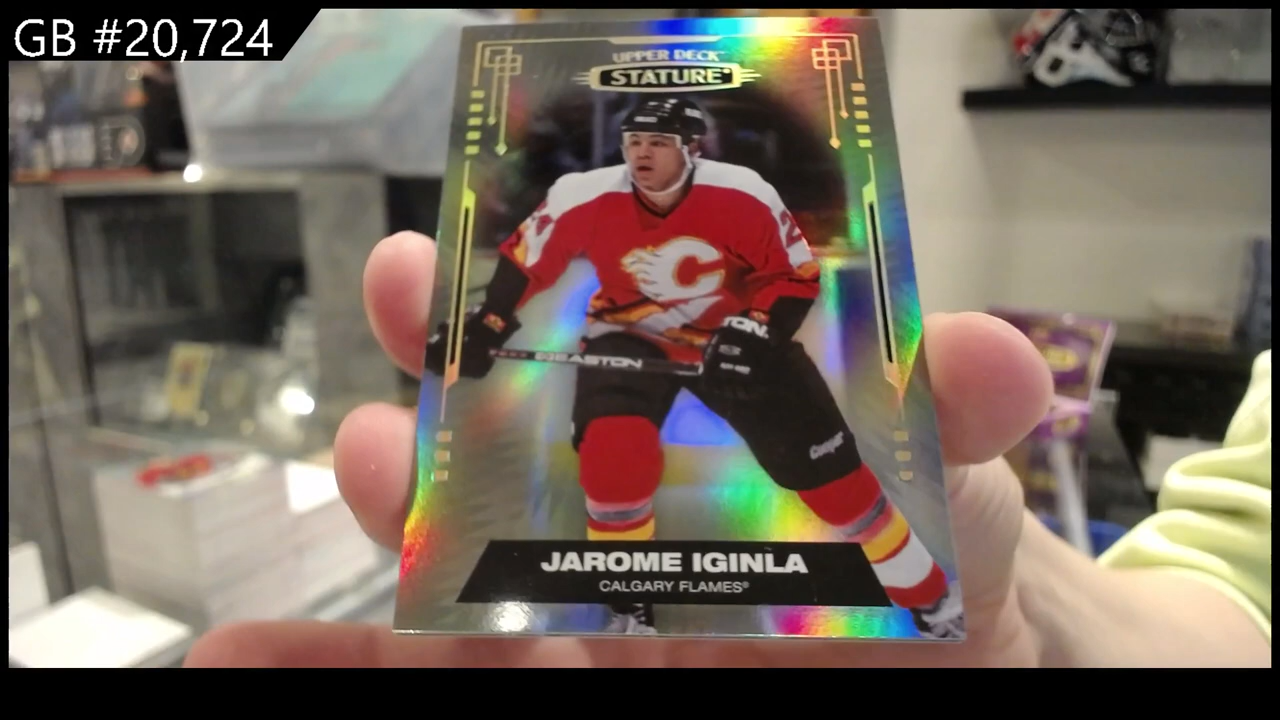 GB #20,724
UPPER DECK
STATURE
C
EASTON
JAROME IGINLA
CALGARY FLAMES®